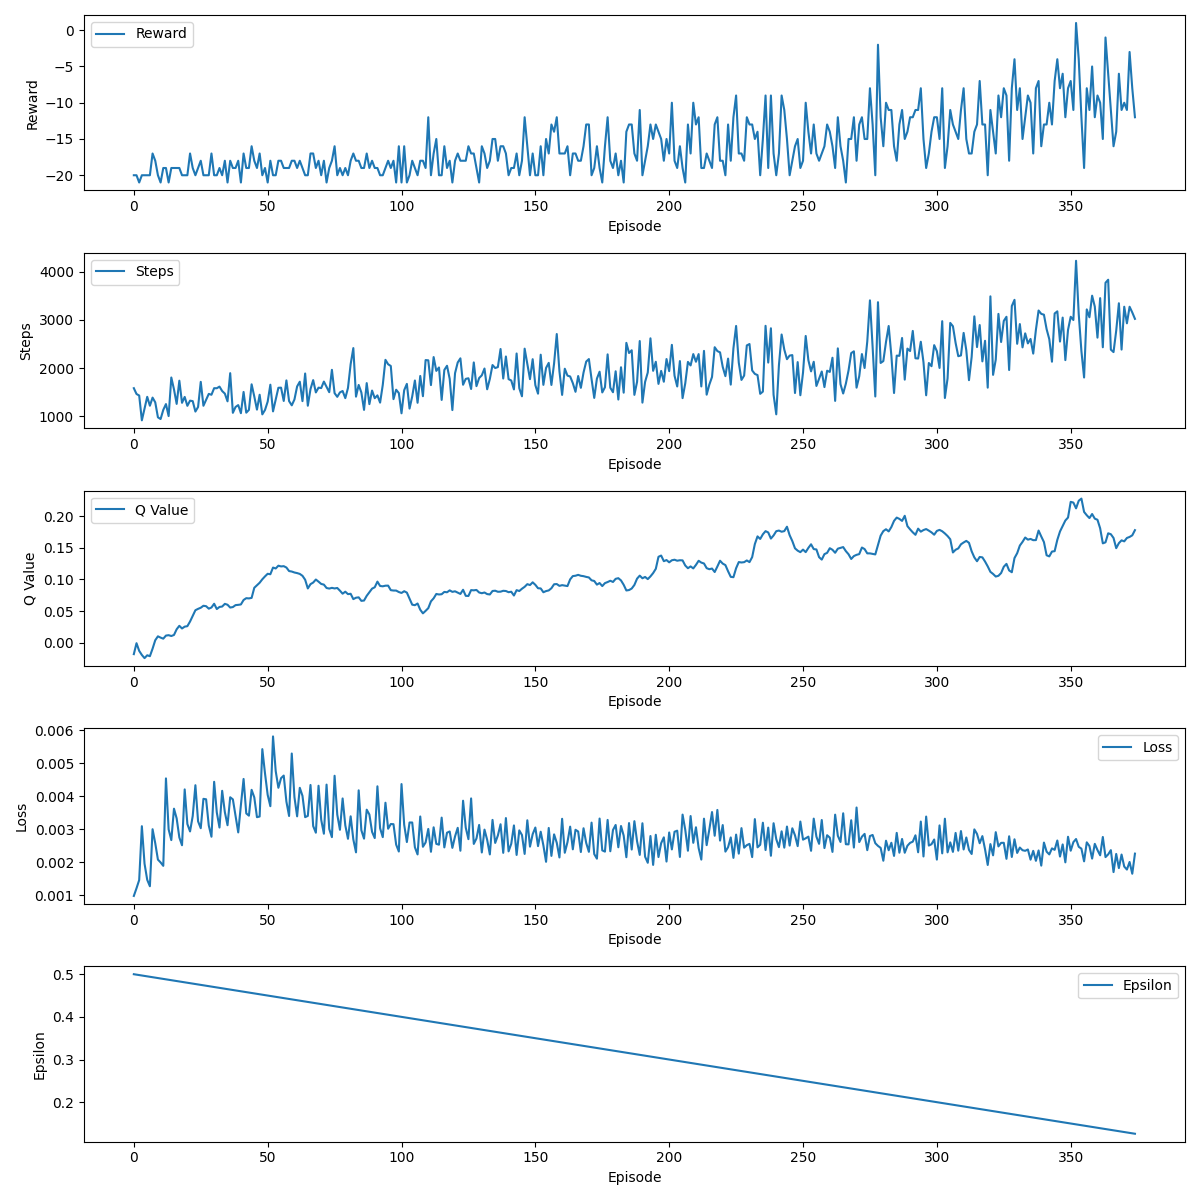 Reward
0
−5
−10
−15
−20
Reward
0 50 100 150 200 250 300 350
Episode
Steps
4000
3000
2000
1000
Steps
0 50 100 150 200 250 300 350
Episode
Q Value
0.20
0.15
0.10
0.05
0.00
Q Value
0 50 100 150 200 250 300 350
Episode
Loss
0.006
0.005
0.004
0.003
0.002
0.001
Loss
0 50 100 150 200 250 300 350
Episode
Epsilon
0.5
0.4
0.3
0.2
Epsilon
0 50 100 150 200 250 300 350
Episode